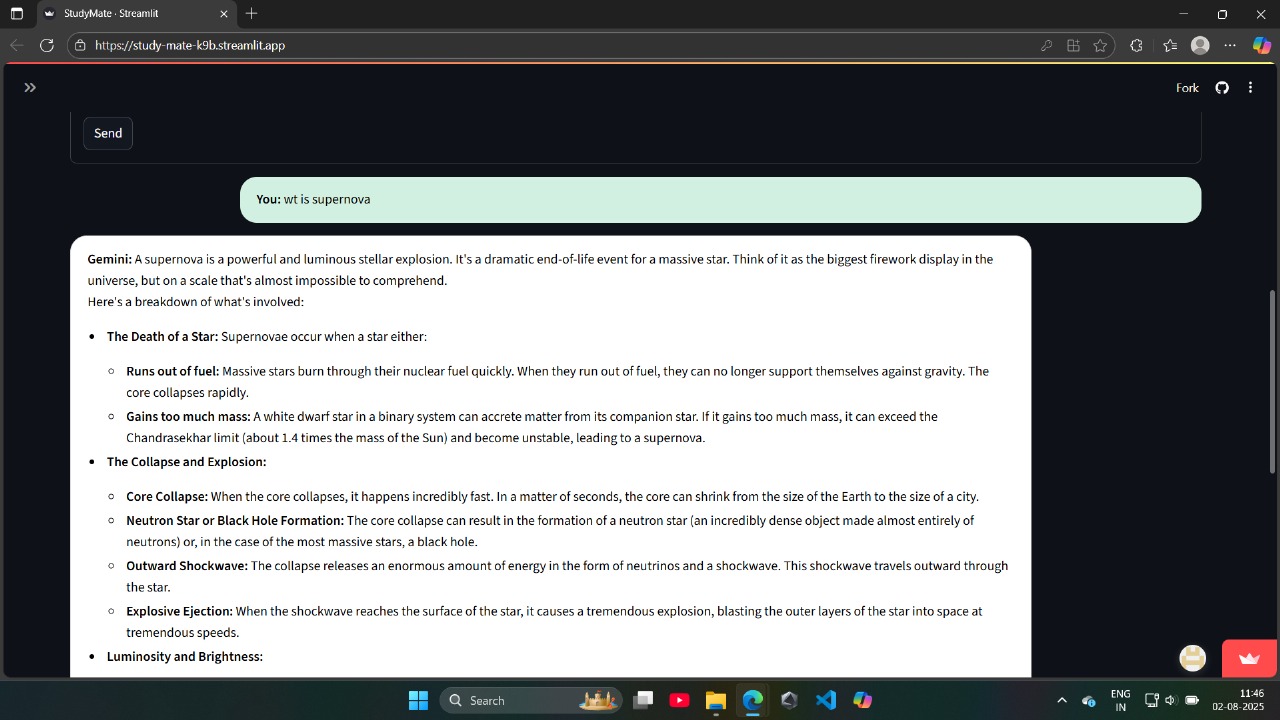 StudyMate · Streamlit
https://study-mate-k9b.streamlit.app
Fork
Send
You: wt is supernova
Gemini: A supernova is a powerful and luminous stellar explosion. It's a dramatic end-of-life event for a massive star. Think of it as the biggest firework display in the
universe, but on a scale that's almost impossible to comprehend.
Here's a breakdown of what's involved:
• The Death of a Star: Supernovae occur when a star either:
◦ Runs out of fuel: Massive stars burn through their nuclear fuel quickly. When they run out of fuel, they can no longer support themselves against gravity. The
core collapses rapidly.
◦ Gains too much mass: A white dwarf star in a binary system can accrete matter from its companion star. If it gains too much mass, it can exceed the
Chandrasekhar limit (about 1.4 times the mass of the Sun) and become unstable, leading to a supernova.
• The Collapse and Explosion:
◦ Core Collapse: When the core collapses, it happens incredibly fast. In a matter of seconds, the core can shrink from the size of the Earth to the size of a city.
◦ Neutron Star or Black Hole Formation: The core collapse can result in the formation of a neutron star (an incredibly dense object made almost entirely of
neutrons) or, in the case of the most massive stars, a black hole.
◦ Outward Shockwave: The collapse releases an enormous amount of energy in the form of neutrinos and a shockwave. This shockwave travels outward through
the star.
◦ Explosive Ejection: When the shockwave reaches the surface of the star, it causes a tremendous explosion, blasting the outer layers of the star into space at
tremendous speeds.
• Luminosity and Brightness:
Search
ENG
IN
11:46
02-08-2025